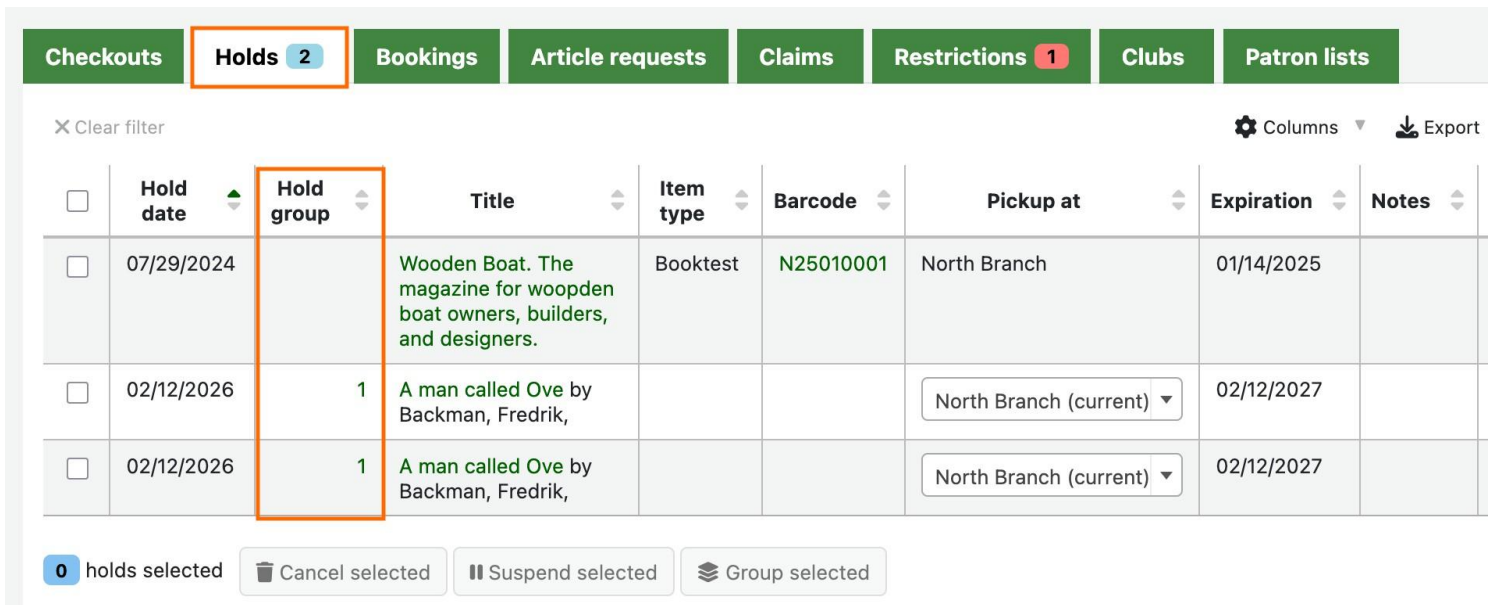 Checkouts Holds 2 Bookings Article requests Claims Restrictions 1 Clubs Patron lists
Clear filter Columns Export
Hold date Hold group Title Item type Barcode Pickup at Expiration Notes
07/29/2024 Wooden Boat. The Booktest N25010001 North Branch 01/14/2025
magazine for woopden
boat owners, builders,
and designers.
02/12/2026 1 A man called Ove by North Branch (current) 02/12/2027
Backman, Fredrik,
02/12/2026 1 A man called Ove by North Branch (current) 02/12/2027
Backman, Fredrik,
0 holds selected Cancel selected Suspend selected Group selected